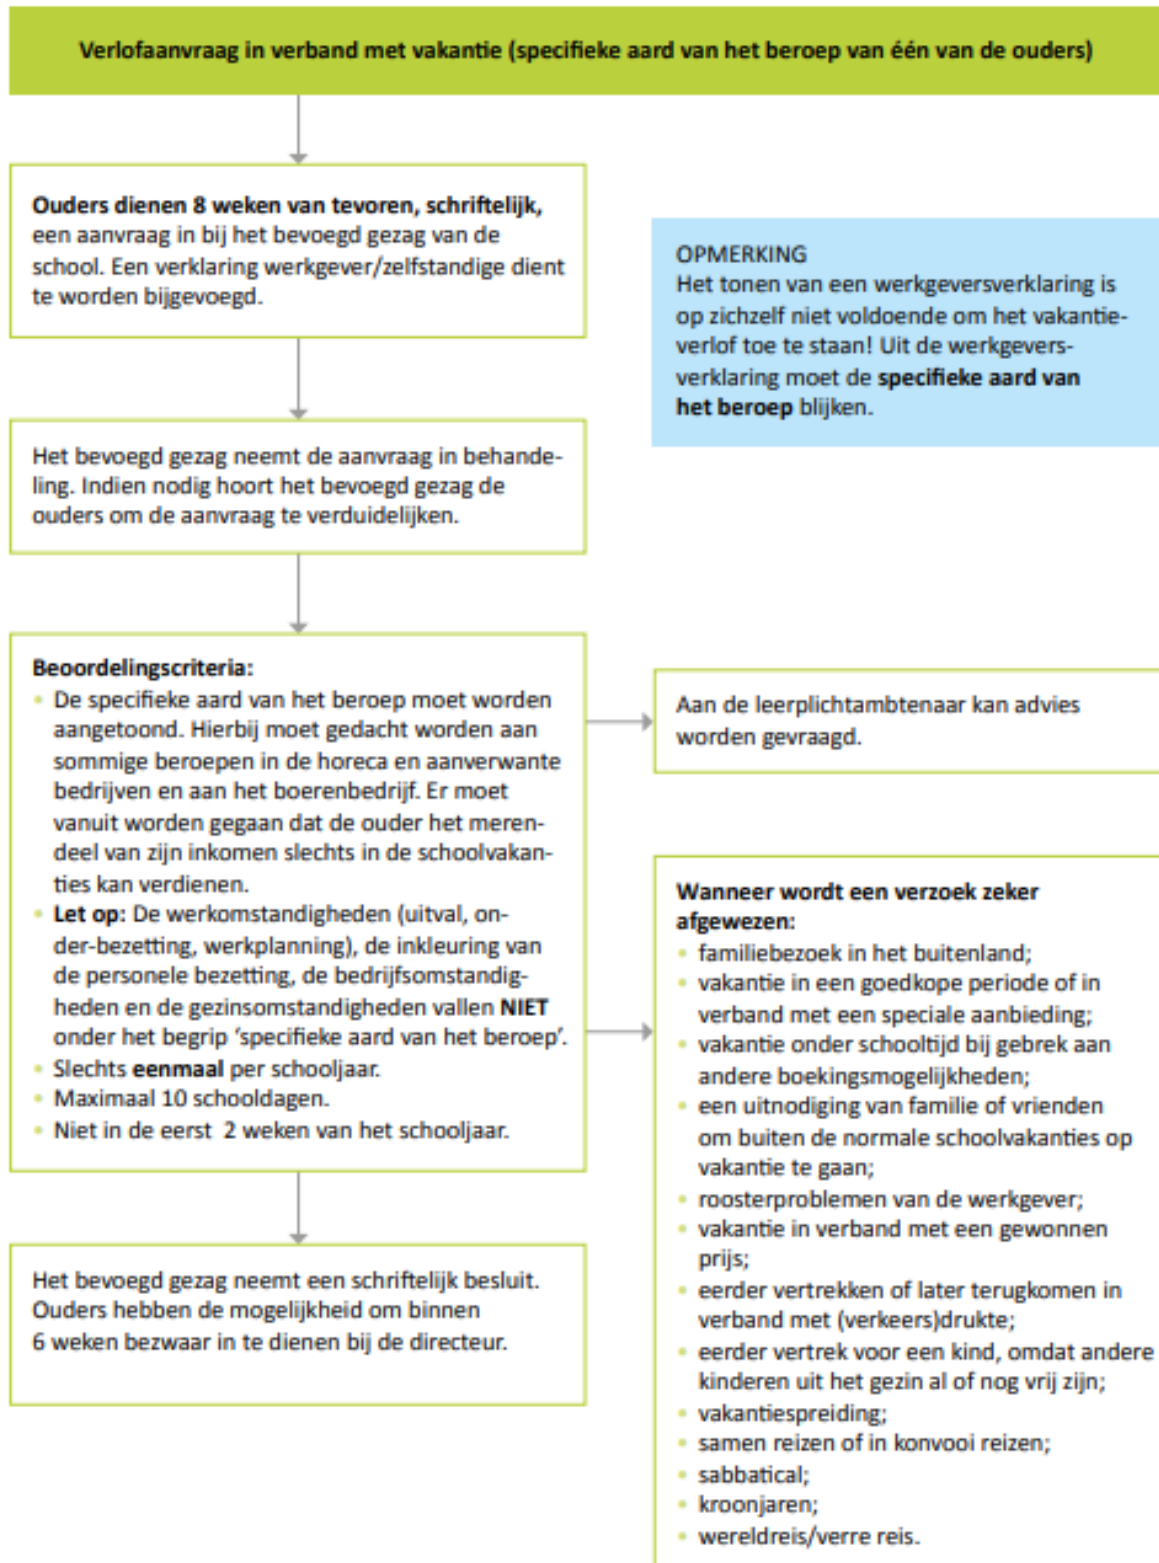 Verlofaanvraag in verband met vakantie (specifieke aard van het beroep van één van de ouders)
Ouders dienen 8 weken van tevoren, schriftelijk,
een aanvraag in bij het bevoegd gezag van de
school. Een verklaring werkgever/zelfstandige dient
te worden bijgevoegd.
OPMERKING
Het tonen van een werkgeversverklaring is
op zichzelf niet voldoende om het vakantie-
verlof toe te staan! Uit de werkgevers-
verklaring moet de specifieke aard van
het beroep blijken.
Het bevoegd gezag neemt de aanvraag in behande-
ling. Indien nodig hoort het bevoegd gezag de
ouders om de aanvraag te verduidelijken.
Beoordelingscriteria:
• De specifieke aard van het beroep moet worden
aangetoond. Hierbij moet gedacht worden aan
sommige beroepen in de horeca en aanverwante
bedrijven en aan het boerenbedrijf. Er moet
vanuit worden gegaan dat de ouder het meren-
deel van zijn inkomen slechts in de schoolvakan-
ties kan verdienen.
• Let op: De werkomstandigheden (uitval, on-
der-bezetting, werkplanning), de inkleuring van
de personele bezetting, de bedrijfsomstandig-
heden en de gezinsomstandigheden vallen NIET
onder het begrip ‘specifieke aard van het beroep’.
• Slechts eenmaal per schooljaar.
• Maximaal 10 schooldagen.
• Niet in de eerst 2 weken van het schooljaar.
Aan de leerplichtambtenaar kan advies
worden gevraagd.
Wanneer wordt een verzoek zeker
afgewezen:
• familiebezoek in het buitenland;
• vakantie in een goedkope periode of in
verband met een speciale aanbieding;
• vakantie onder schooltijd bij gebrek aan
andere boekingsmogelijkheden;
• een uitnodiging van familie of vrienden
om buiten de normale schoolvakanties op
vakantie te gaan;
• roosterproblemen van de werkgever;
• vakantie in verband met een gewonnen
prijs;
• eerder vertrekken of later terugkomen in
verband met (verkeers)drukte;
• eerder vertrek voor een kind, omdat andere
kinderen uit het gezin al of nog vrij zijn;
• vakantiespreiding;
• samen reizen of in konvooi reizen;
• sabbatical;
• kroonjaren;
• wereldreis/verre reis.
Het bevoegd gezag neemt een schriftelijk besluit.
Ouders hebben de mogelijkheid om binnen
6 weken bezwaar in te dienen bij de directeur.